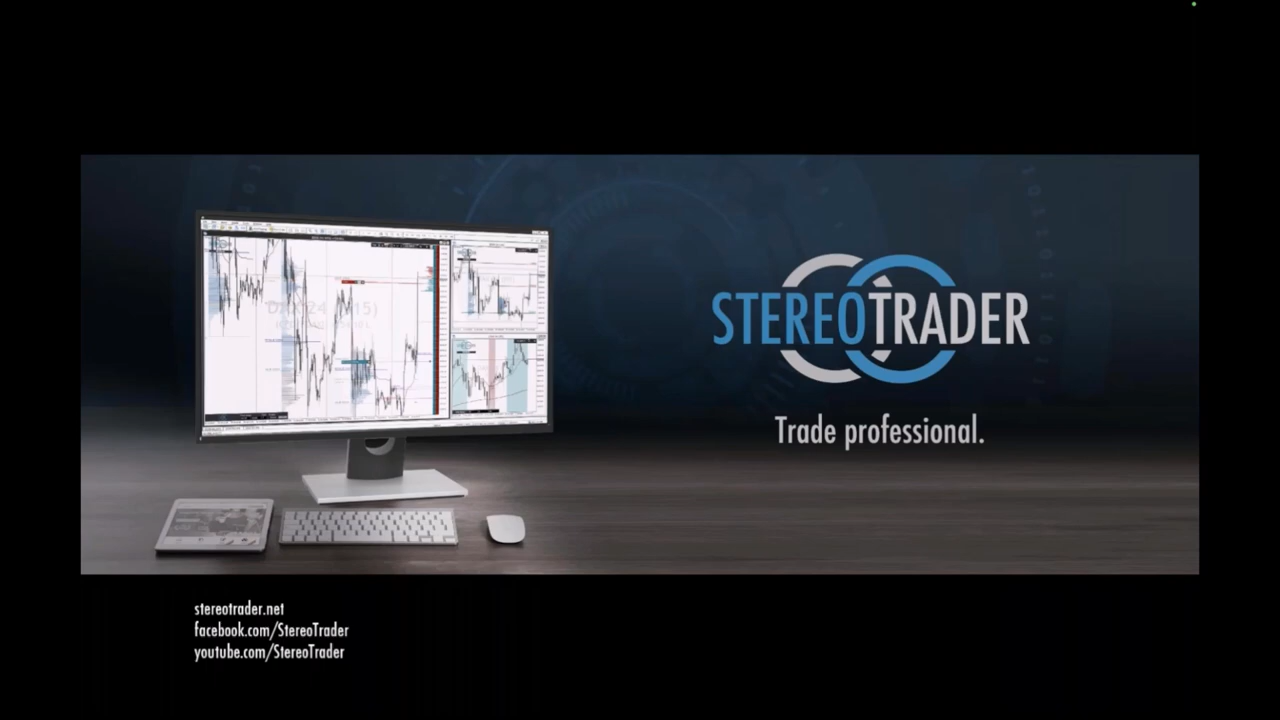 STEREOTRADER
Trade professional.
stereotrader.net
facebook.com/StereoTrader
youtube.com/StereoTrader